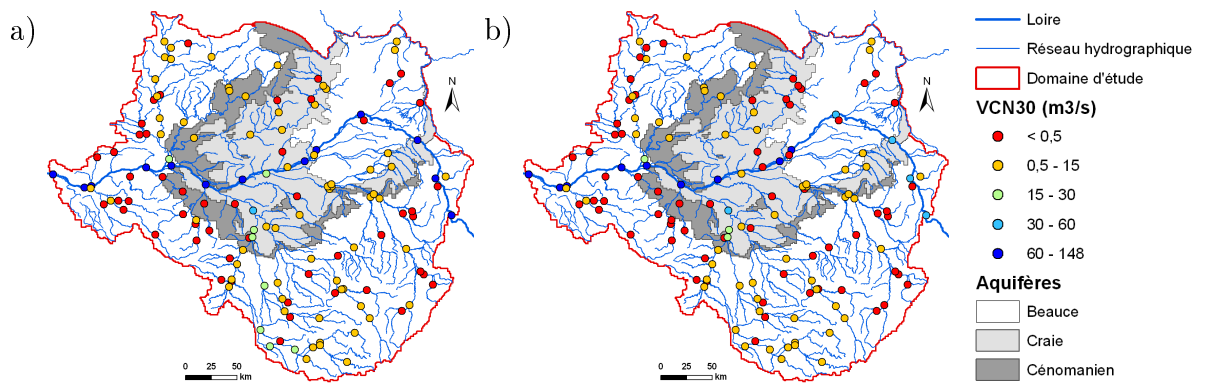 a)
b)
N
N
0 25 50
km
0 25 50
km
Loire
Réseau hydrographique
Domaine d'étude
VCN30 (m3/s)
< 0,5
0,5 - 15
15 - 30
30 - 60
60 - 148
Aquifères
Beauce
Craie
Cénomanien